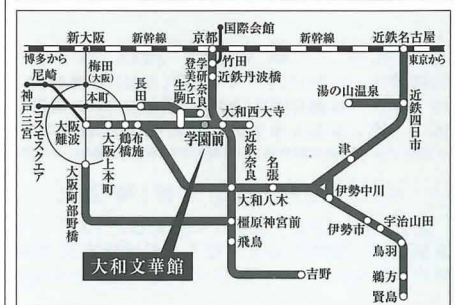 国際会館
新大阪
新幹線
京都
新幹線
近鉄名古屋
博多から
東京から
尼崎
梅田
(大阪)
本町
長田
生駒
学研奈良
登美ヶ丘
竹田
近鉄丹波橋
神戸三宮
コスモスクエア
大阪難波
大阪上本町
鶴橋
布施
学園前
大和西大寺
近鉄奈良
湯の山温泉
近鉄四日市
津
名張
大阪阿部野橋
大和八木
伊勢中川
橿原神宮前
伊勢市
宇治山田
飛鳥
鳥羽
大和文華館
吉野
鵜方
賢島